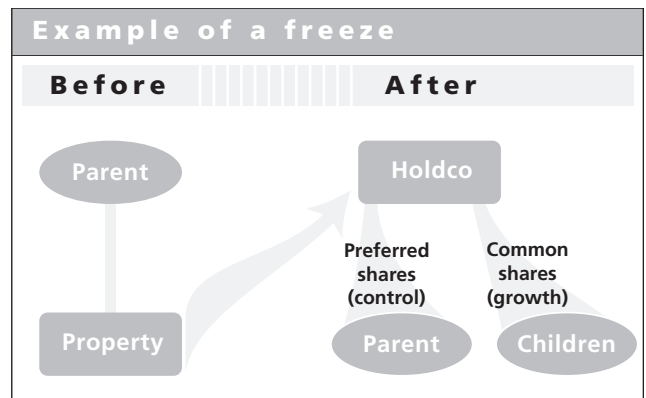 Example of a freeze
Before
After
Parent
Property
Holdco
Preferred
shares
(control)
Common
shares
(growth)
Parent
Children